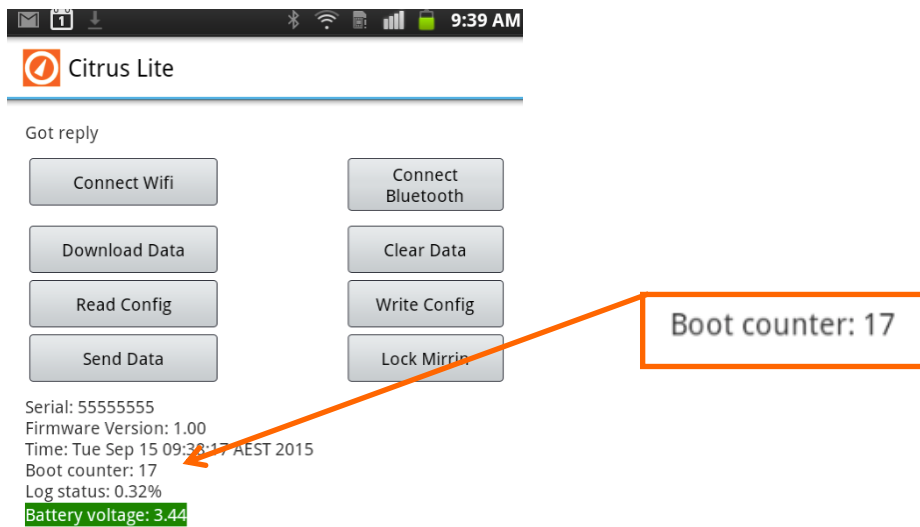 1
9:39 AM
Citrus Lite
Got reply
Connect Wifi
Connect
Bluetooth
Download Data
Clear Data
Read Config
Write Config
Send Data
Lock Mirrin
Serial: 55555555
Firmware Version: 1.00
Time: Tue Sep 15 09:38:17 AEST 2015
Boot counter: 17
Log status: 0.32%
Battery voltage: 3.44
Boot counter: 17